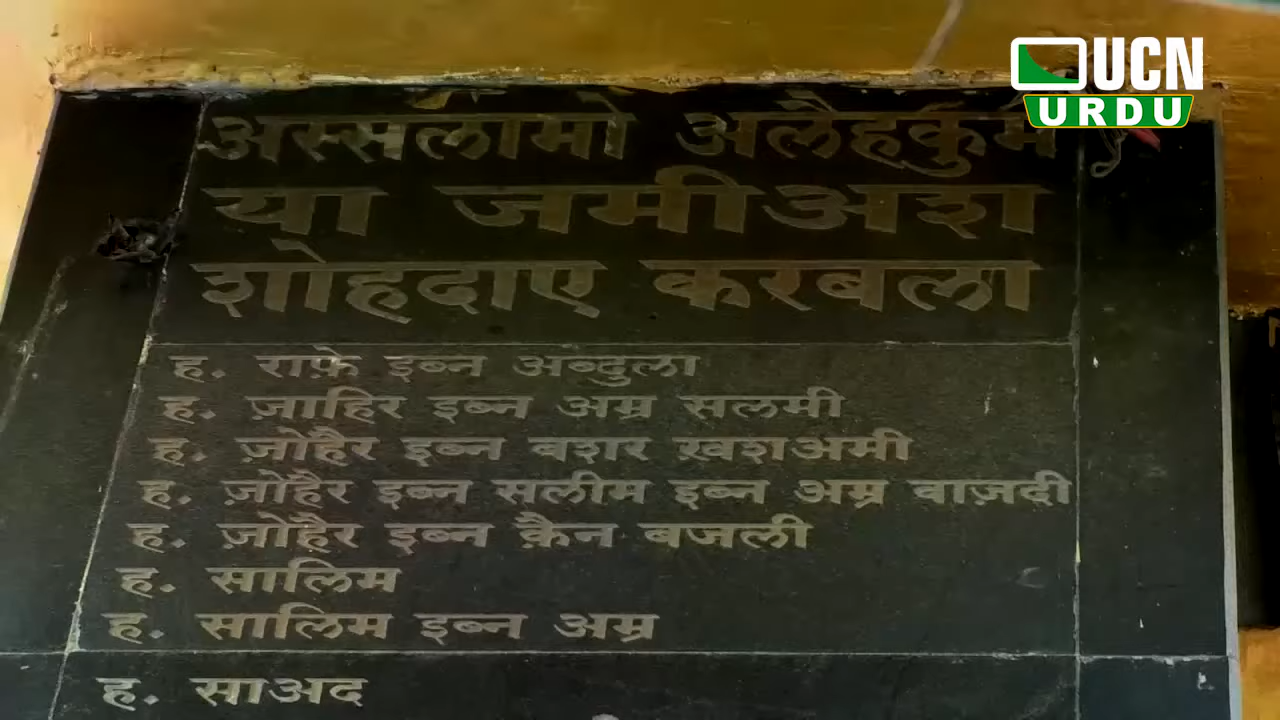 UCN
URDU
अस्सलामो अलैहकुम
या जमीअश
शोहदाए करबला
ह. राफ़े इब्न अब्दुला
ह. ज़ाहिर इब्न अम्र सलमी
ह. ज़ोहैर इब्न बशर ख़शअमी
ह. ज़ोहैर इब्न सलीम इब्न अम्र वाज़दी
ह. ज़ोहैर इब्न क़ैन बजली
ह. सालिम
ह. सालिम इब्न अम्र
ह. साअद